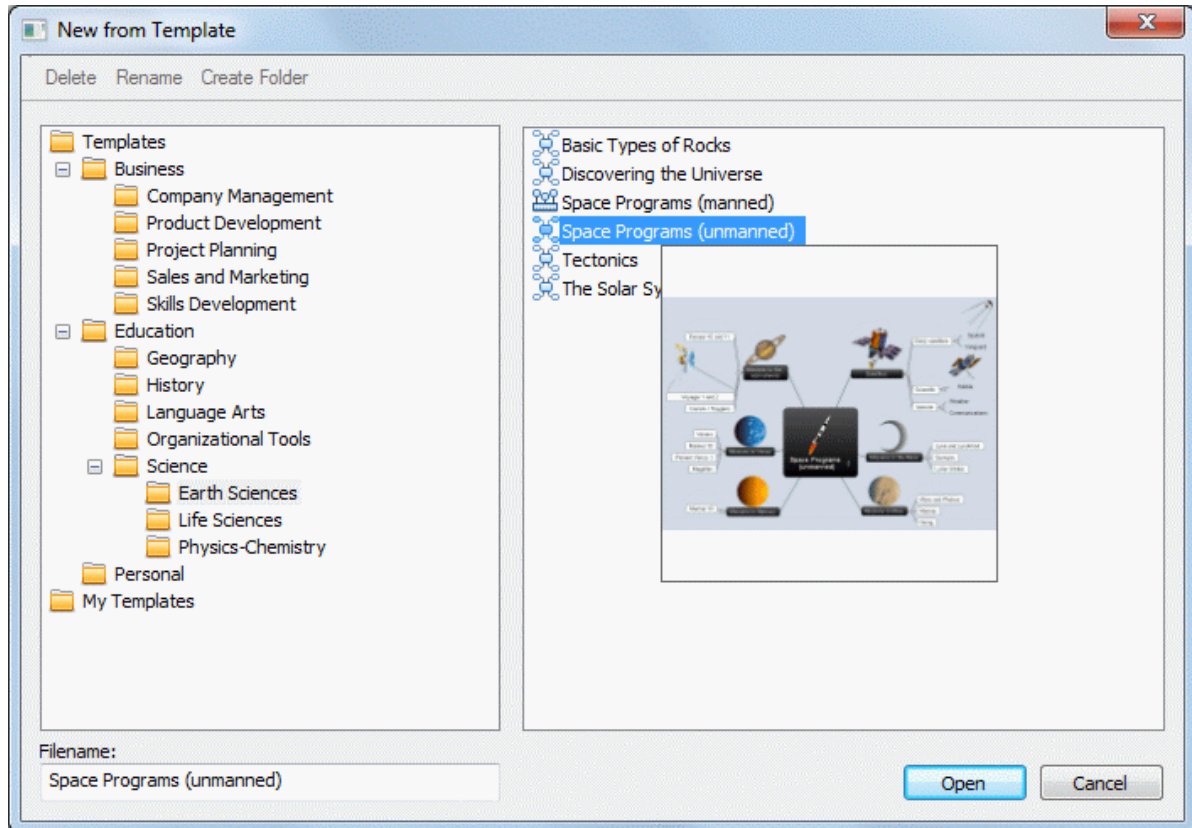 New from Template
Delete Rename Create Folder
Templates
Business
Company Management
Product Development
Project Planning
Sales and Marketing
Skills Development
Education
Geography
History
Language Arts
Organizational Tools
Science
Earth Sciences
Life Sciences
Physics-Chemistry
Personal
My Templates
Basic Types of Rocks
Discovering the Universe
Space Programs (manned)
Space Programs (unmanned)
Tectonics
The Solar Sy
Space Programs
(unmanned)
Filename:
Space Programs (unmanned)
Open
Cancel